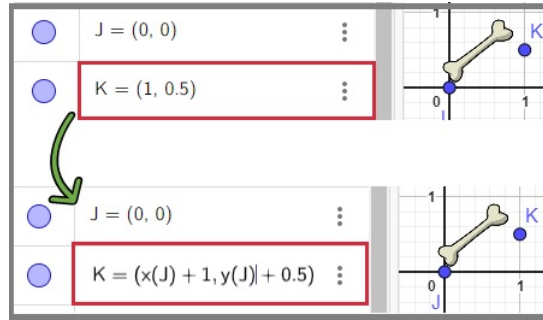 J = (0, 0)
K = (1, 0.5)
1
K
0
1
J
J = (0, 0)
K = (x(J) + 1, y(J) + 0.5)
1
K
0
1
J